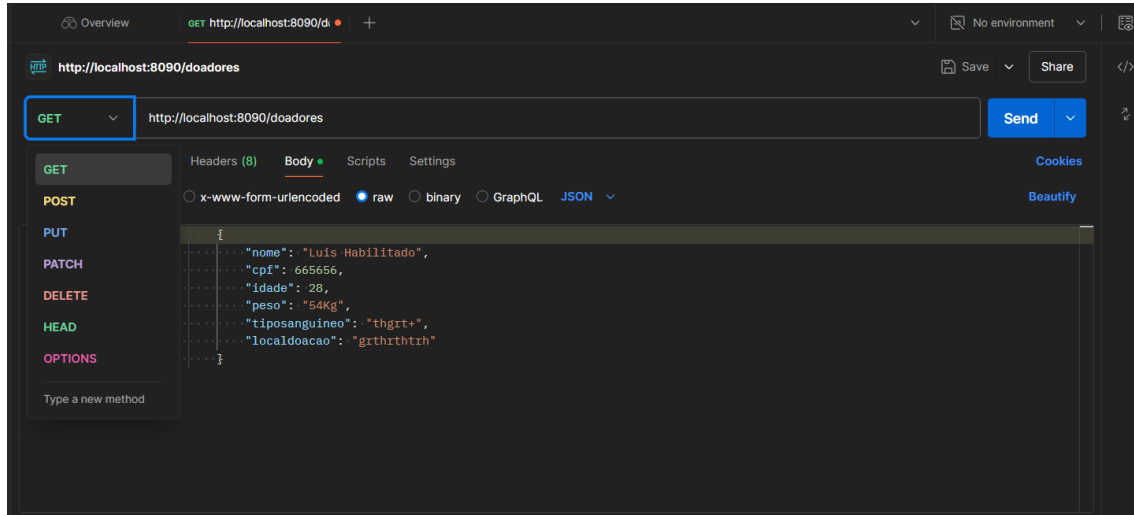 Overview GET http://localhost:8090/d No environment
HTTP http://localhost:8090/doadores Save Share
GET http://localhost:8090/doadores Send
Headers (8) Body Scripts Settings Cookies
x-www-form-urlencoded raw binary GraphQL JSON Beautify
GET
POST
PUT
PATCH
DELETE
HEAD
OPTIONS
Type a new method
{
"nome": "Luis Habilitado",
"cpf": 665656,
"idade": 28,
"peso": "54Kg",
"tiposanguineo": "thgrt+",
"localdoacao": "grthrthtrh"
}